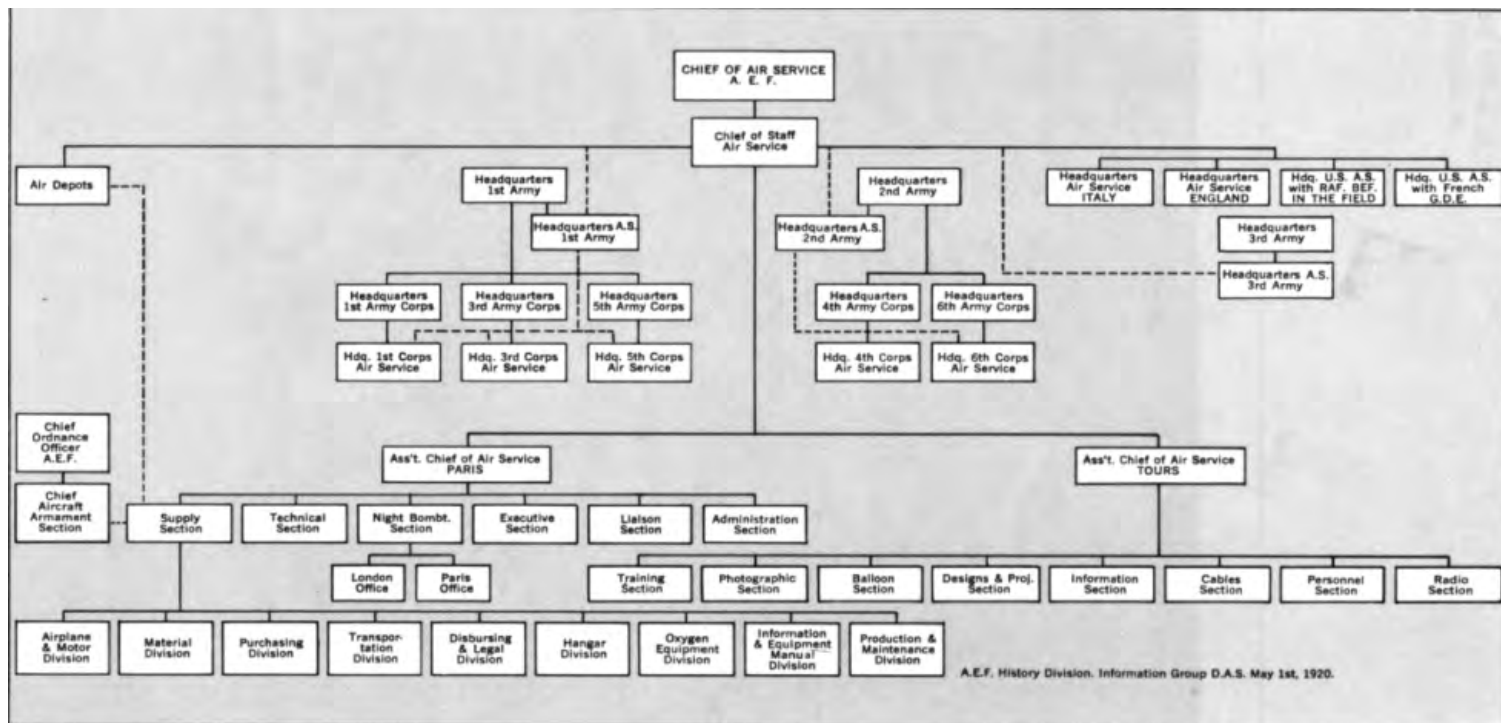 CHIEF OF AIR SERVICE
A. E. F.
Chief of Staff
Air Service
Air Depots
Headquarters
1st Army
Headquarters A.S.
1st Army
Headquarters
2nd Army
Headquarters A.S.
2nd Army
Headquarters
Air Service
ITALY
Headquarters
Air Service
ENGLAND
Hdq. U.S. A.S.
with RAF. BEF.
IN THE FIELD
Hdq. U.S. A.S.
with French
G.D.E.
Headquarters
3rd Army
Headquarters A.S.
3rd Army
Headquarters
1st Army Corps
Headquarters
3rd Army Corps
Headquarters
5th Army Corps
Headquarters
4th Army Corps
Headquarters
6th Army Corps
Hdq. 1st Corps
Air Service
Hdq. 3rd Corps
Air Service
Hdq. 5th Corps
Air Service
Hdq. 4th Corps
Air Service
Hdq. 6th Corps
Air Service
Chief
Ordnance
Officer
A.E.F.
Chief
Aircraft
Armament
Section
Ass't. Chief of Air Service
PARIS
Ass't. Chief of Air Service
TOURS
Supply
Section
Technical
Section
Night Bombt.
Section
Executive
Section
Liaison
Section
Administration
Section
London
Office
Paris
Office
Training
Section
Photographic
Section
Balloon
Section
Designs & Proj.
Section
Information
Section
Cables
Section
Personnel
Section
Radio
Section
Airplane
& Motor
Division
Material
Division
Purchasing
Division
Transpor-
tation
Division
Disbursing
& Legal
Division
Hangar
Division
Oxygen
Equipment
Division
Information
& Equipment
Manual
Division
Production &
Maintenance
Division
A.E.F. History Division. Information Group D.A.S. May 1st, 1920.